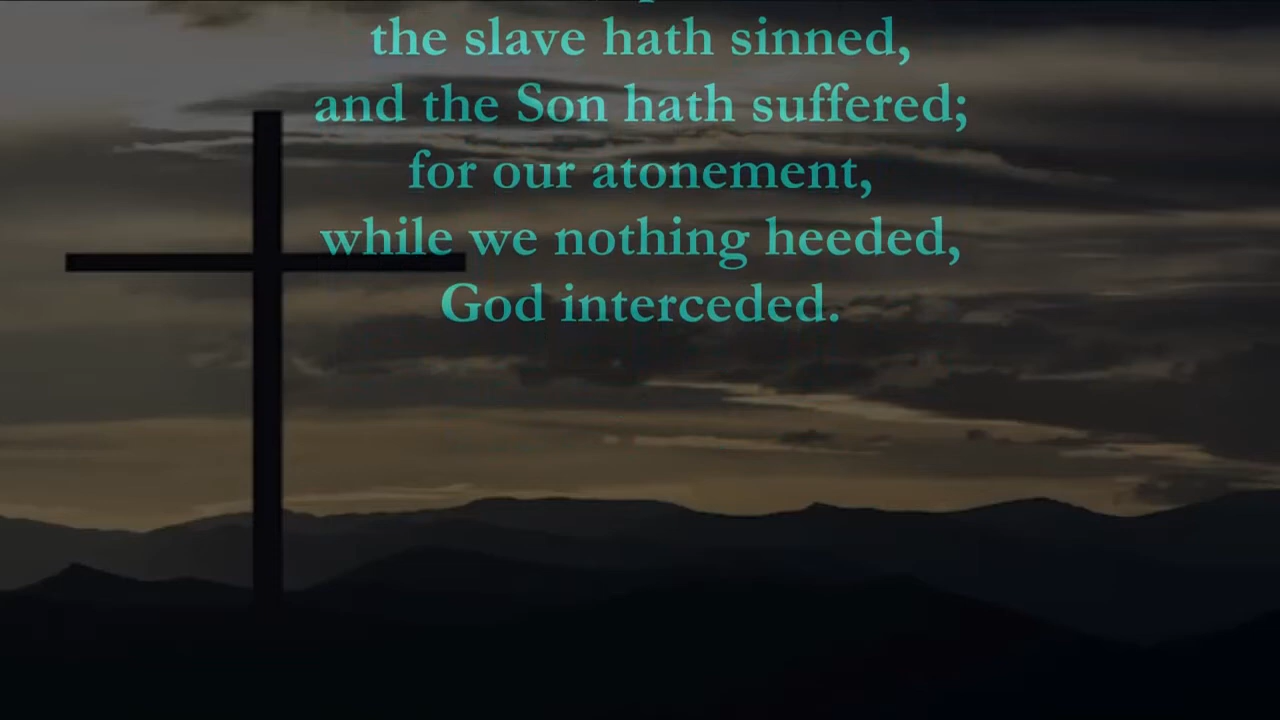 the slave hath sinned,
and the Son hath suffered;
for our atonement,
while we nothing heeded,
God interceded.